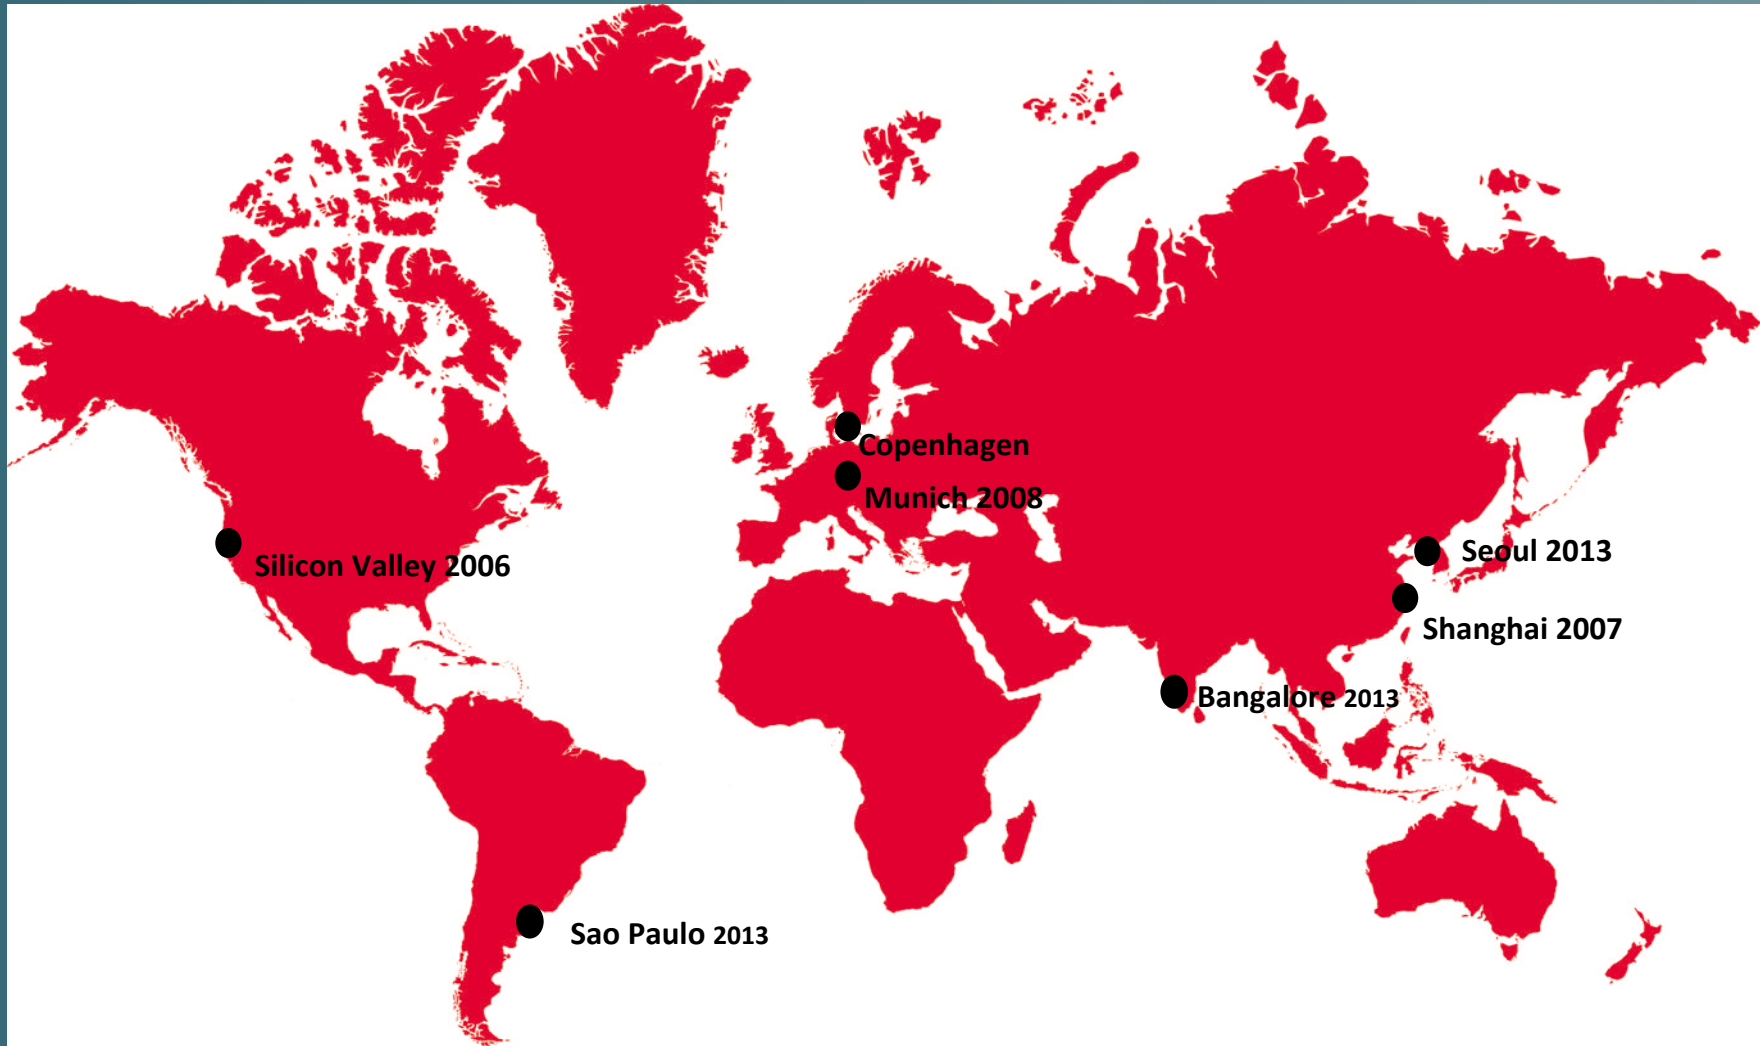 Copenhagen
Munich 2008
Silicon Valley 2006
Seoul 2013
Shanghai 2007
Bangalore 2013
Sao Paulo 2013